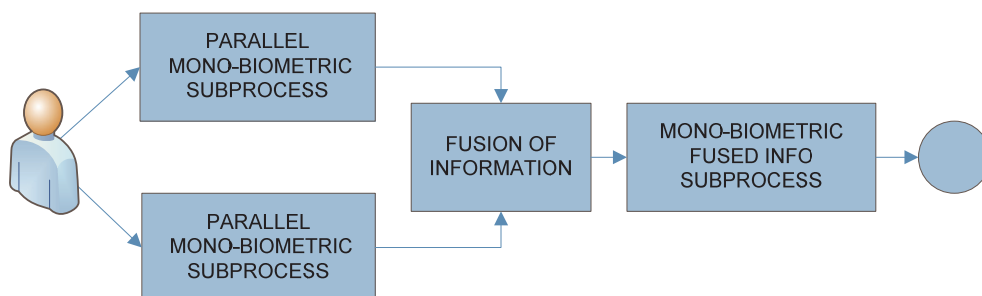 PARALLEL
MONO-BIOMETRIC
SUBPROCESS
FUSION OF
INFORMATION
MONO-BIOMETRIC
FUSED INFO
SUBPROCESS
PARALLEL
MONO-BIOMETRIC
SUBPROCESS